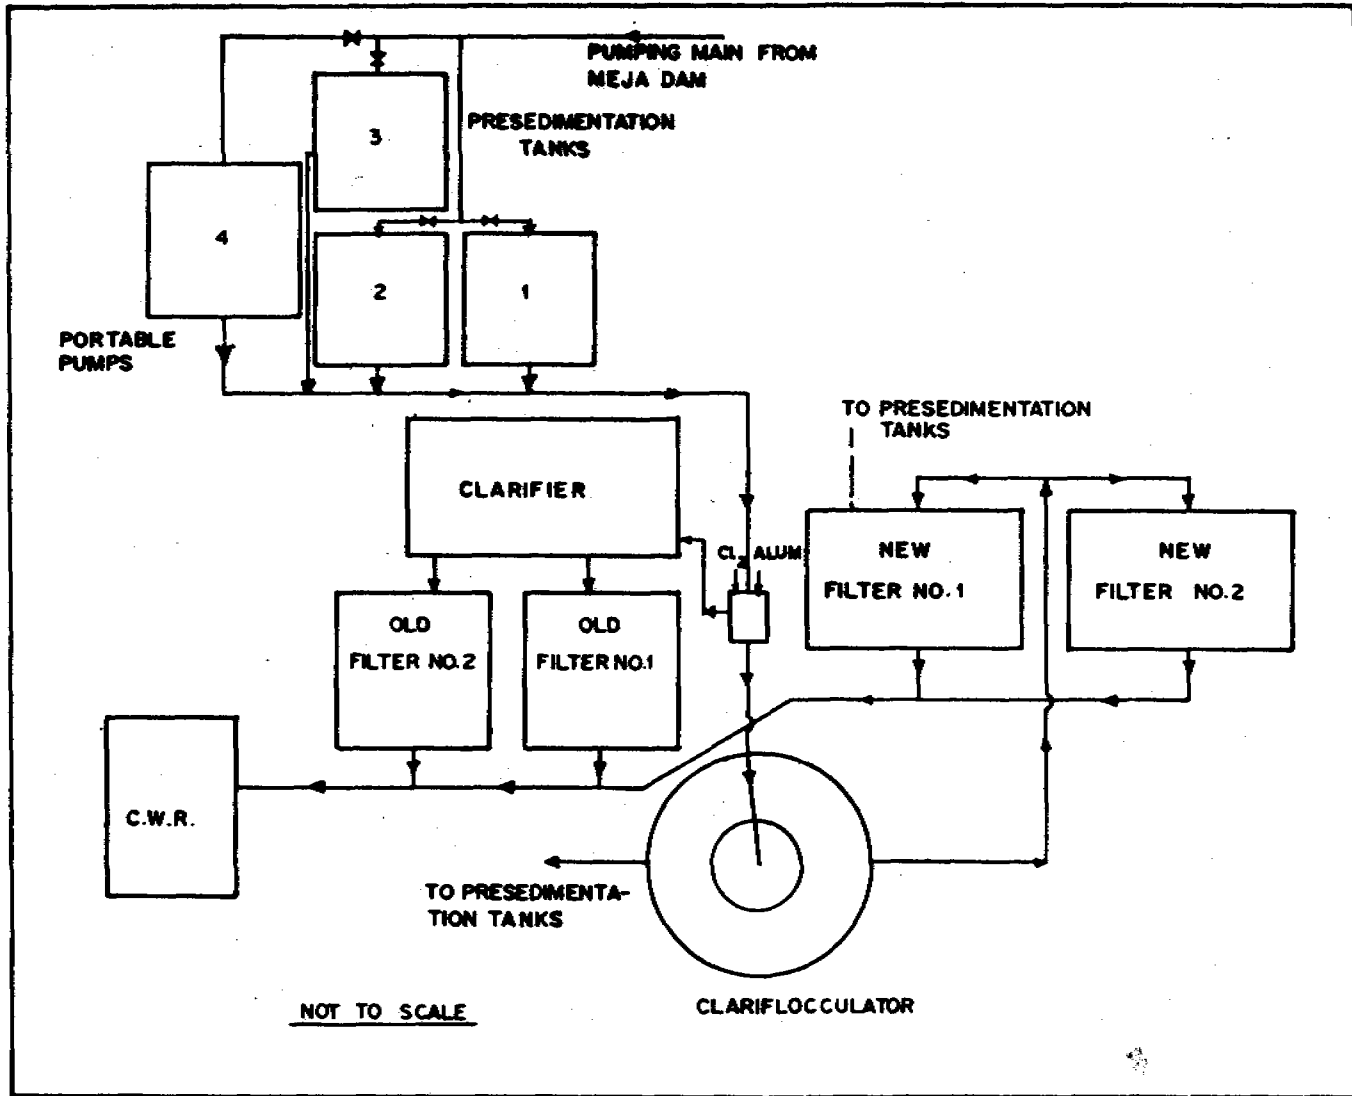 PUMPING MAIN FROM
MEJA DAM
3
PRESEDIMENTATION
TANKS
4
2
1
PORTABLE
PUMPS
TO PRESEDIMENTATION
TANKS
CLARIFIER
CL2 ALUM
NEW
FILTER NO.1
NEW
FILTER NO.2
OLD
FILTER NO.2
OLD
FILTER NO.1
C.W.R.
TO PRESEDIMENTA-
TION TANKS
NOT TO SCALE
CLARIFLOCCULATOR